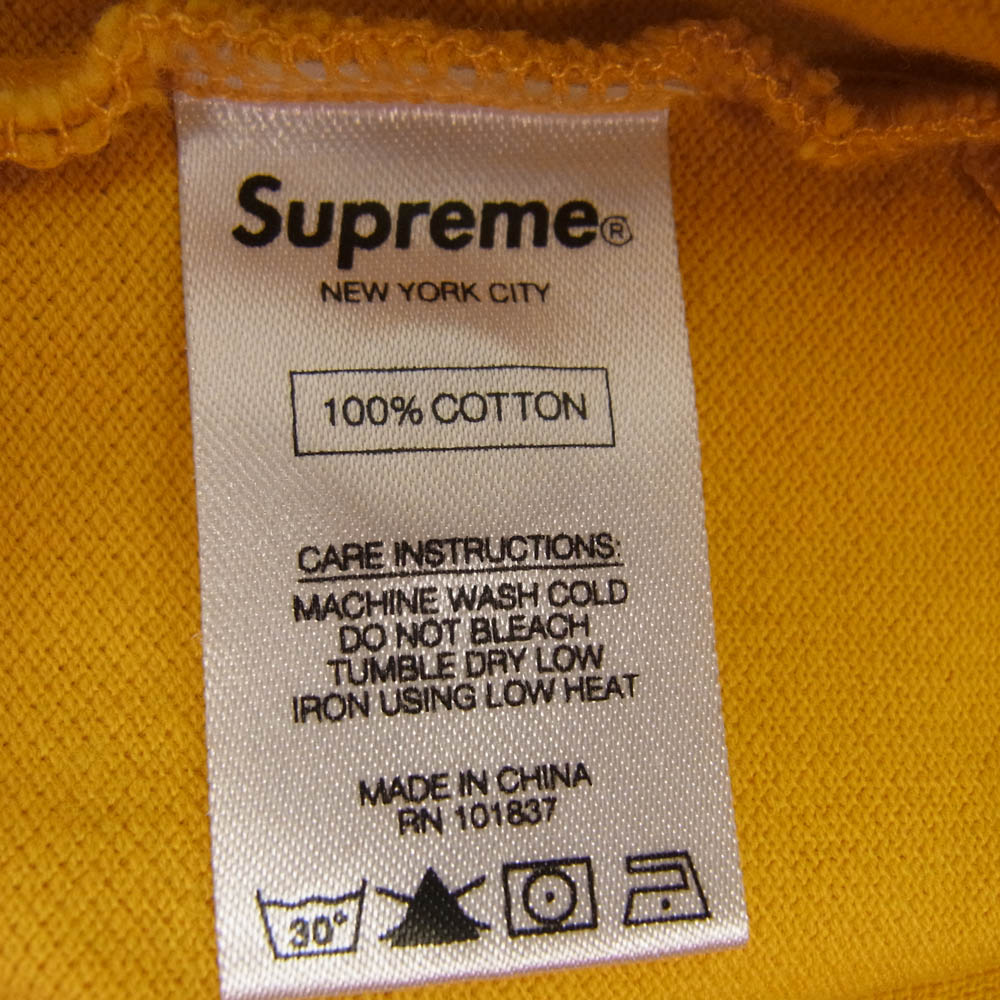 Supreme®
NEW YORK CITY
100% COTTON
CARE INSTRUCTIONS:
MACHINE WASH COLD
DO NOT BLEACH
TUMBLE DRY LOW
IRON USING LOW HEAT
MADE IN CHINA
RN 101837
30°